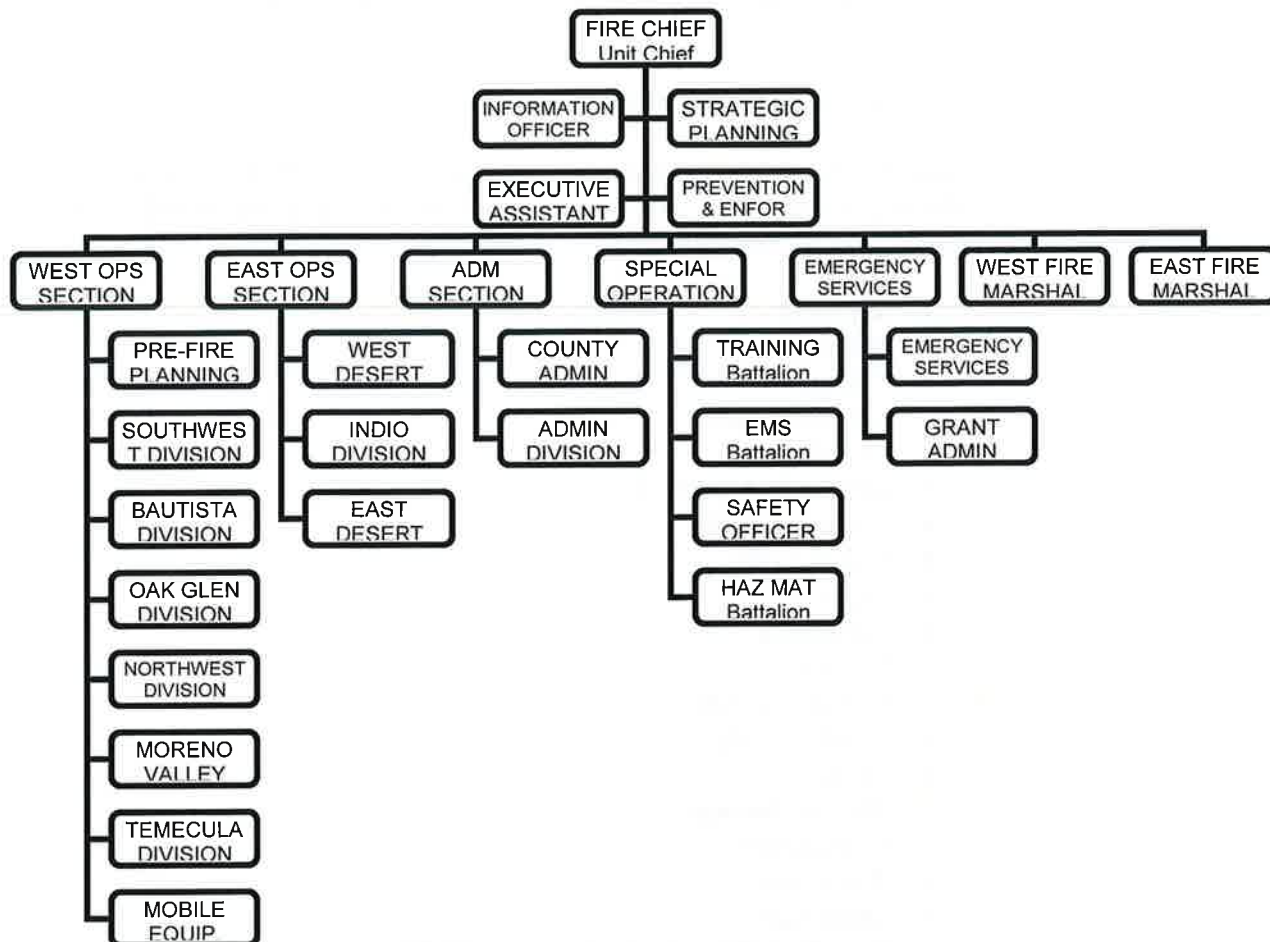 FIRE CHIEF
Unit Chief
INFORMATION
OFFICER
STRATEGIC
PLANNING
EXECUTIVE
ASSISTANT
PREVENTION
& ENFOR
WEST OPS
SECTION
EAST OPS
SECTION
ADM
SECTION
SPECIAL
OPERATION
EMERGENCY
SERVICES
WEST FIRE
MARSHAL
EAST FIRE
MARSHAL
PRE-FIRE
PLANNING
SOUTHWES
T DIVISION
BAUTISTA
DIVISION
OAK GLEN
DIVISION
NORTHWEST
DIVISION
MORENO
VALLEY
TEMECULA
DIVISION
MOBILE
EQUIP.
WEST
DESERT
INDIO
DIVISION
EAST
DESERT
COUNTY
ADMIN
ADMIN
DIVISION
TRAINING
Battalion
EMS
Battalion
SAFETY
OFFICER
HAZ MAT
Battalion
EMERGENCY
SERVICES
GRANT
ADMIN